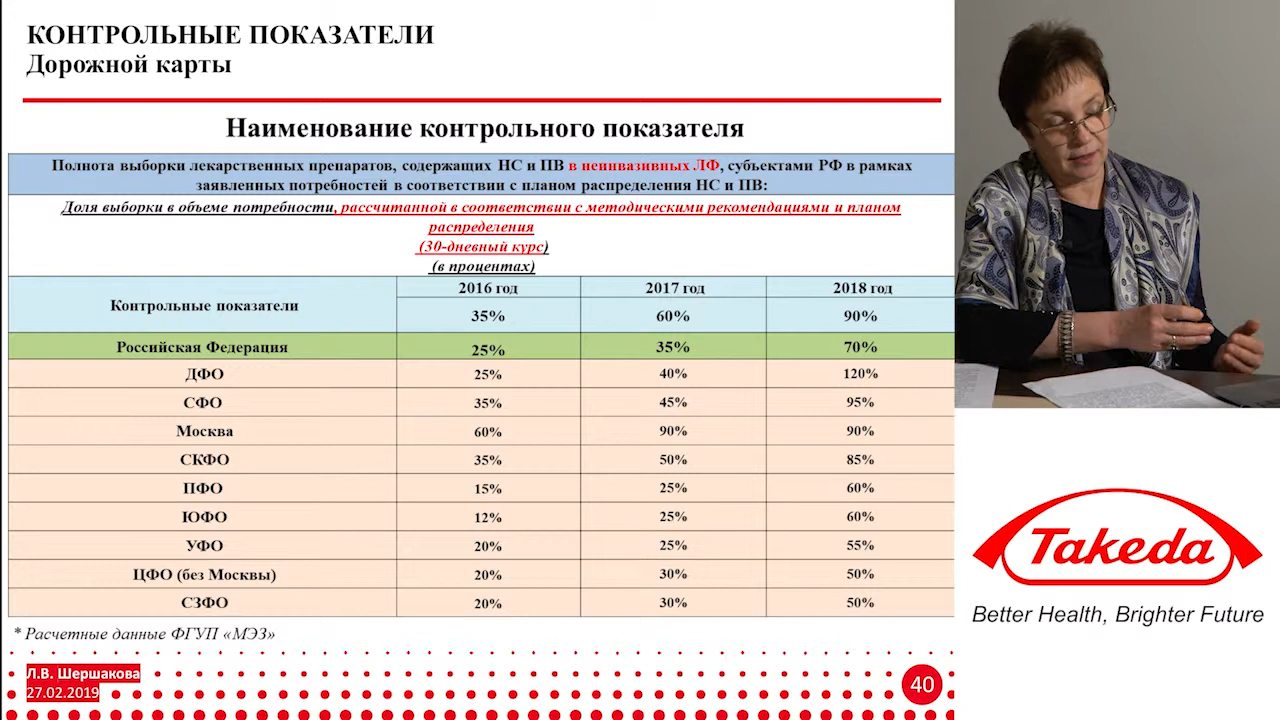 КОНТРОЛЬНЫЕ ПОКАЗАТЕЛИ
Дорожной карты
Наименование контрольного показателя
Полнота выборки лекарственных препаратов, содержащих НС и ПВ в неинвазивных ЛФ, субъектами РФ в рамках
заявленных потребностей в соответствии с планом распределения НС и ПВ:
Доля выборки в объеме потребности, рассчитанной в соответствии с методическими рекомендациями и планом
распределения
(30-дневный курс)
(в процентах)
Контрольные показатели
2016 год 2017 год 2018 год
35% 60% 90%
Российская Федерация 25% 35% 70%
ДФО 25% 40% 120%
СФО 35% 45% 95%
Москва 60% 90% 90%
СКФО 35% 50% 85%
ПФО 15% 25% 60%
ЮФО 12% 25% 60%
УФО 20% 25% 55%
ЦФО (без Москвы) 20% 30% 50%
СЗФО 20% 30% 50%
* Расчетные данные ФГУП «МЭЗ»
Л.В. Шершакова
27.02.2019
40
Takeda
Better Health, Brighter Future